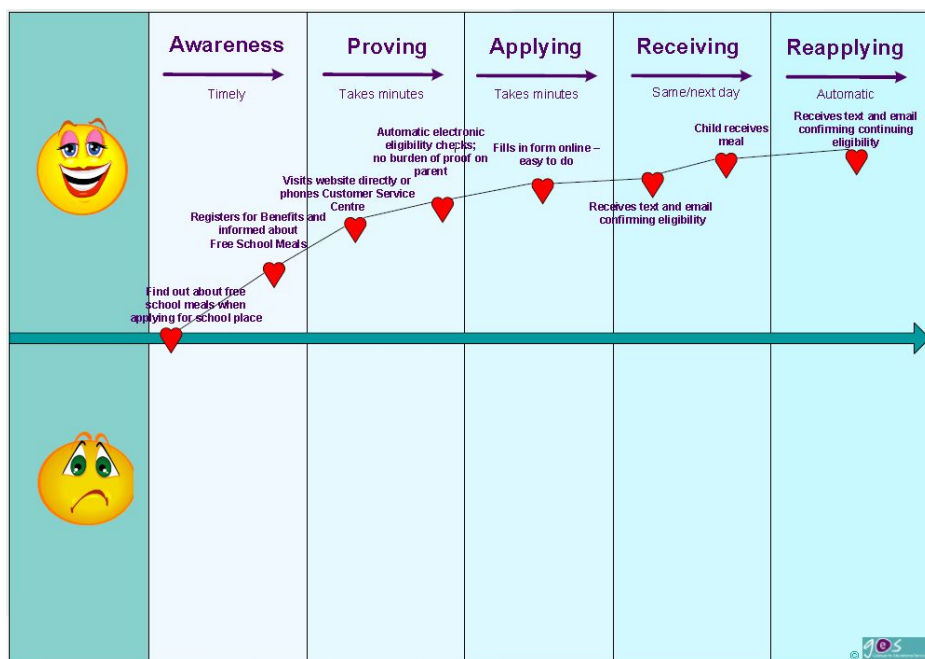 Awareness
Proving
Applying
Receiving
Reapplying
Timely
Takes minutes
Takes minutes
Same/next day
Automatic
Find out about free
school meals when
applying for school place
Registers for Benefits and
informed about
Free School Meals
Visits website directly or
phones Customer Service
Centre
Automatic electronic
eligibility checks;
no burden of proof on
parent
Fills in form online –
easy to do
Receives text and email
confirming eligibility
Child receives
meal
Receives text and email
confirming continuing
eligibility
© ges